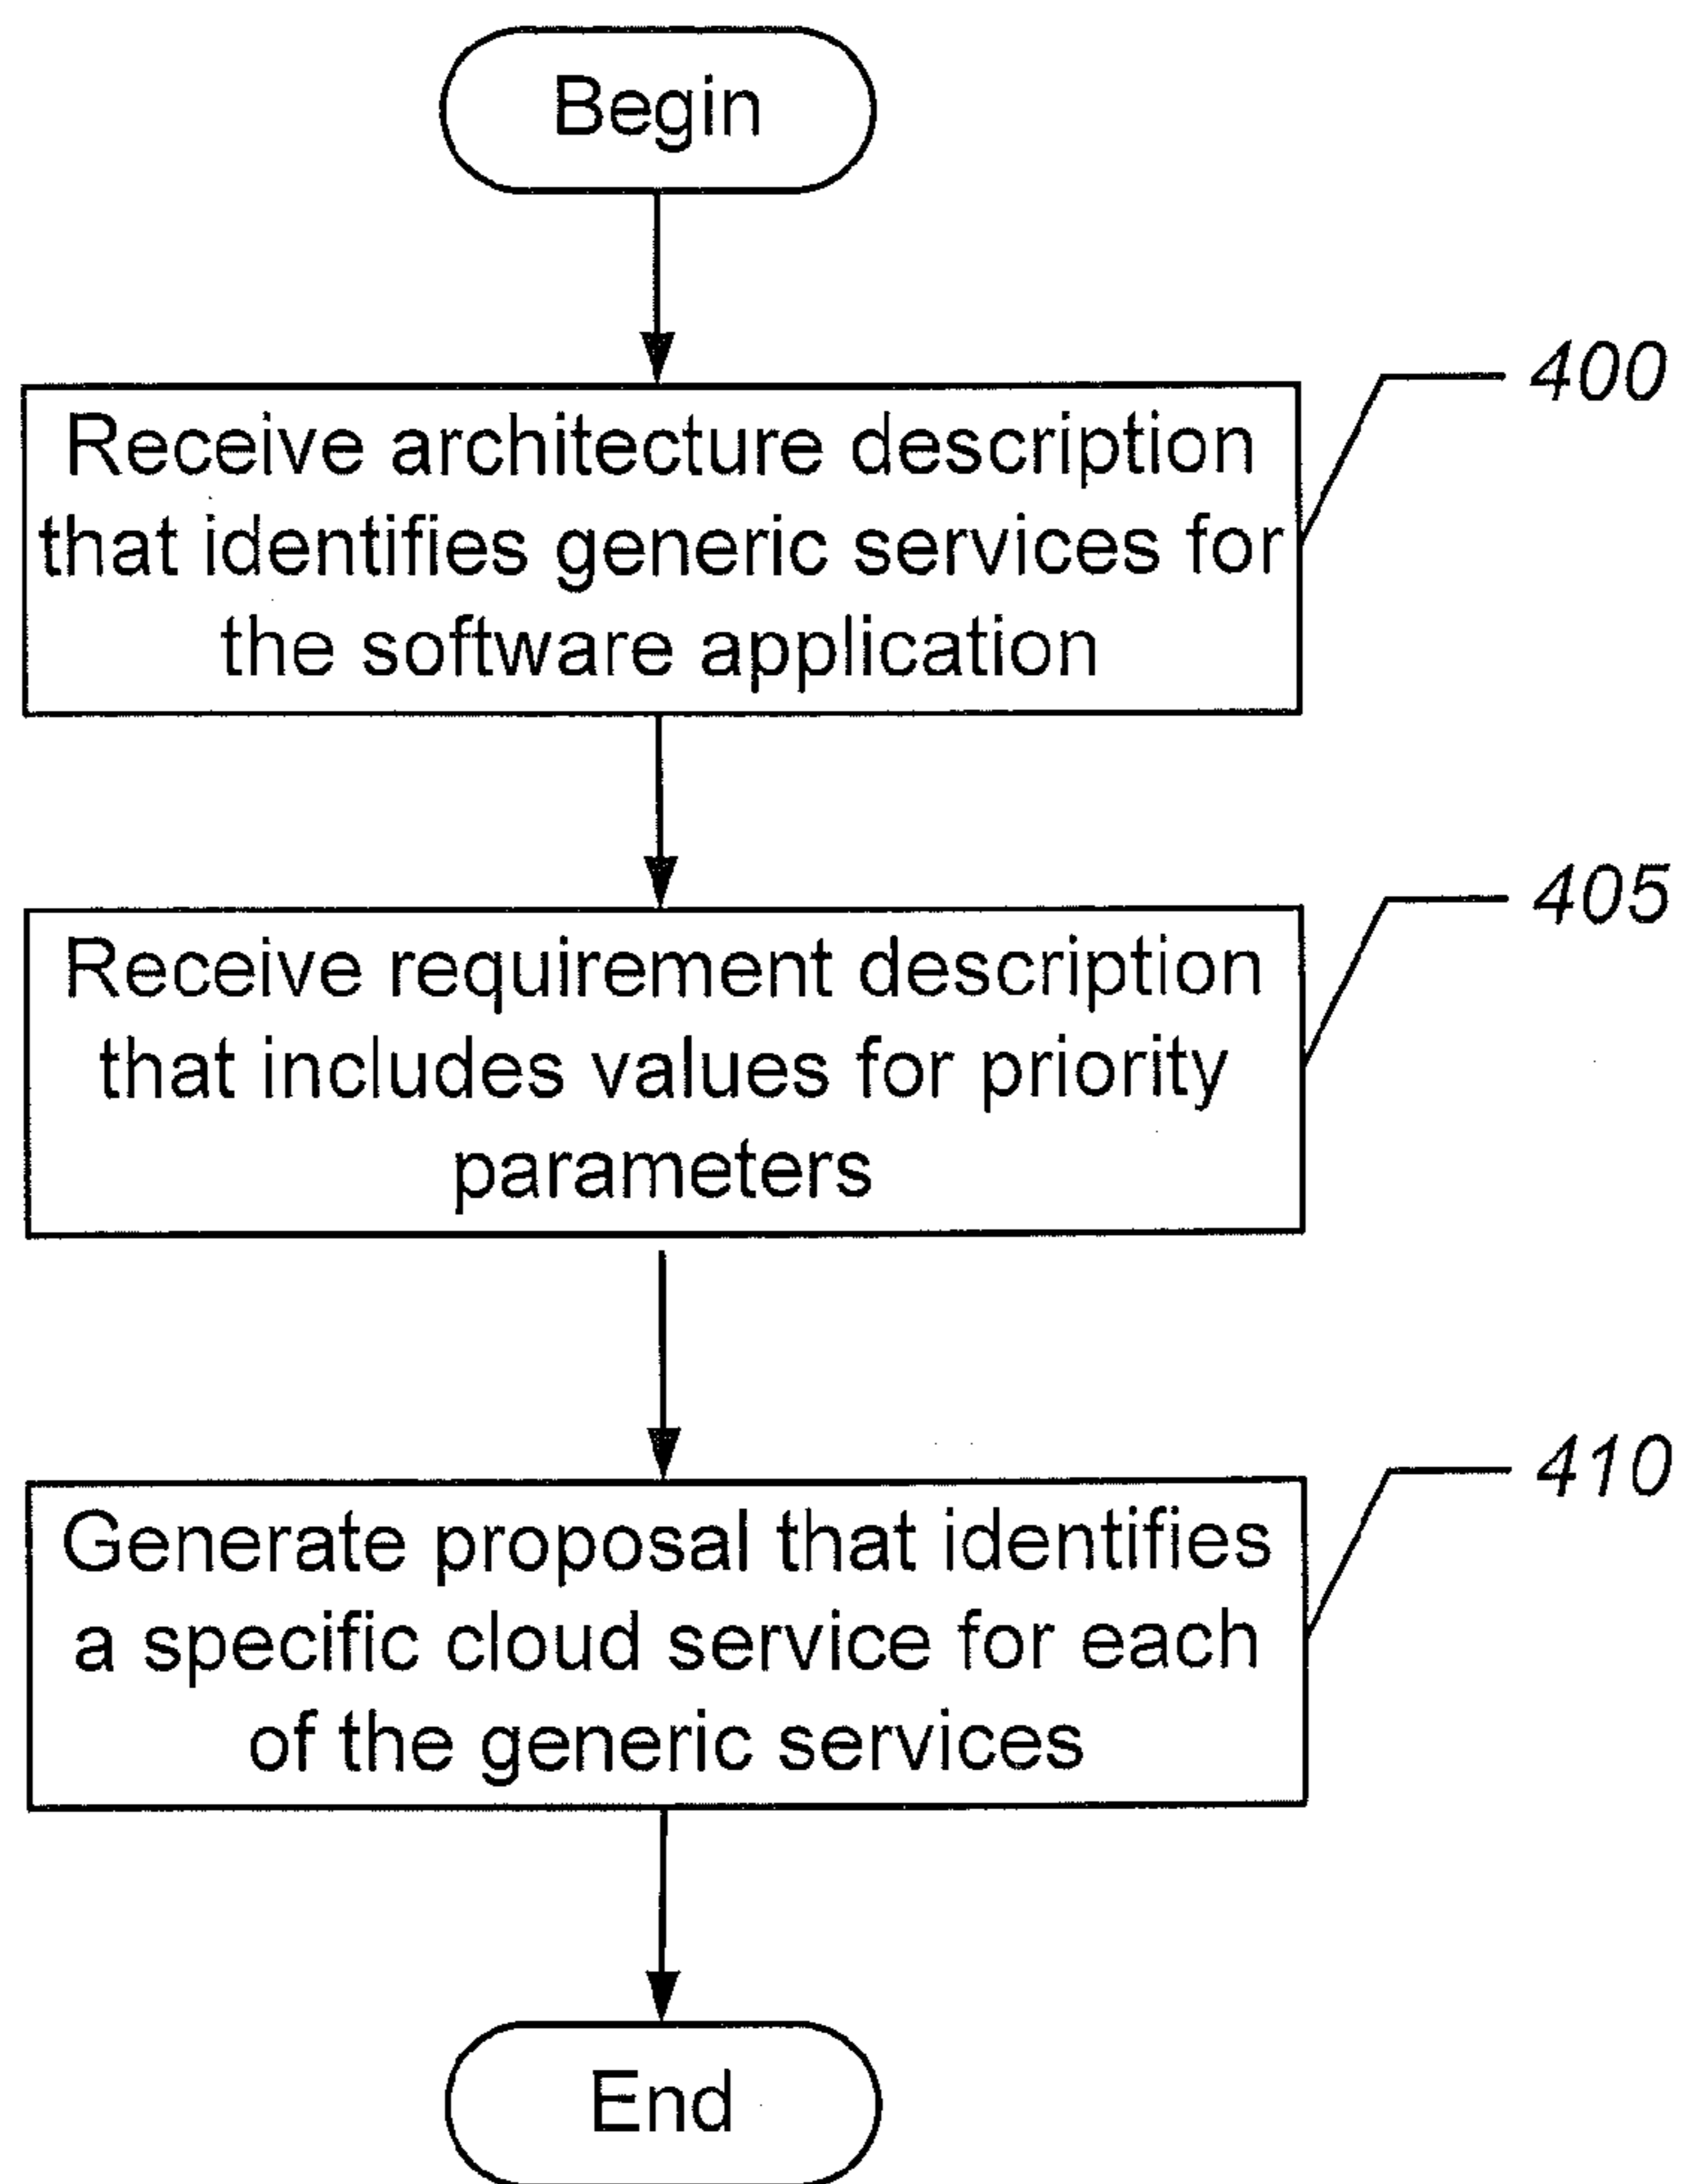 Begin
400
Receive architecture description
that identifies generic services for
the software application
405
Receive requirement description
that includes values for priority
parameters
410
Generate proposal that identifies
a specific cloud service for each
of the generic services
End